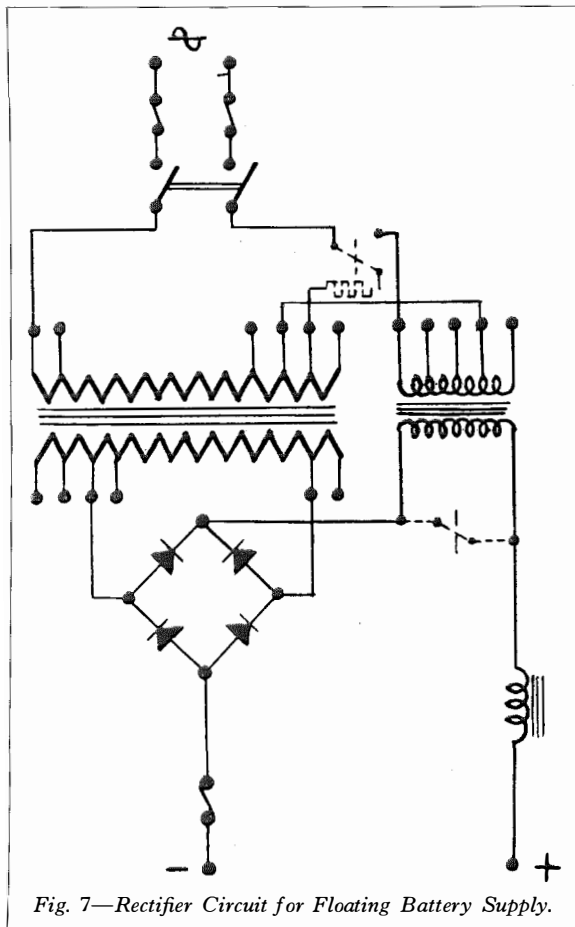 − +
Fig. 7—Rectifier Circuit for Floating Battery Supply.